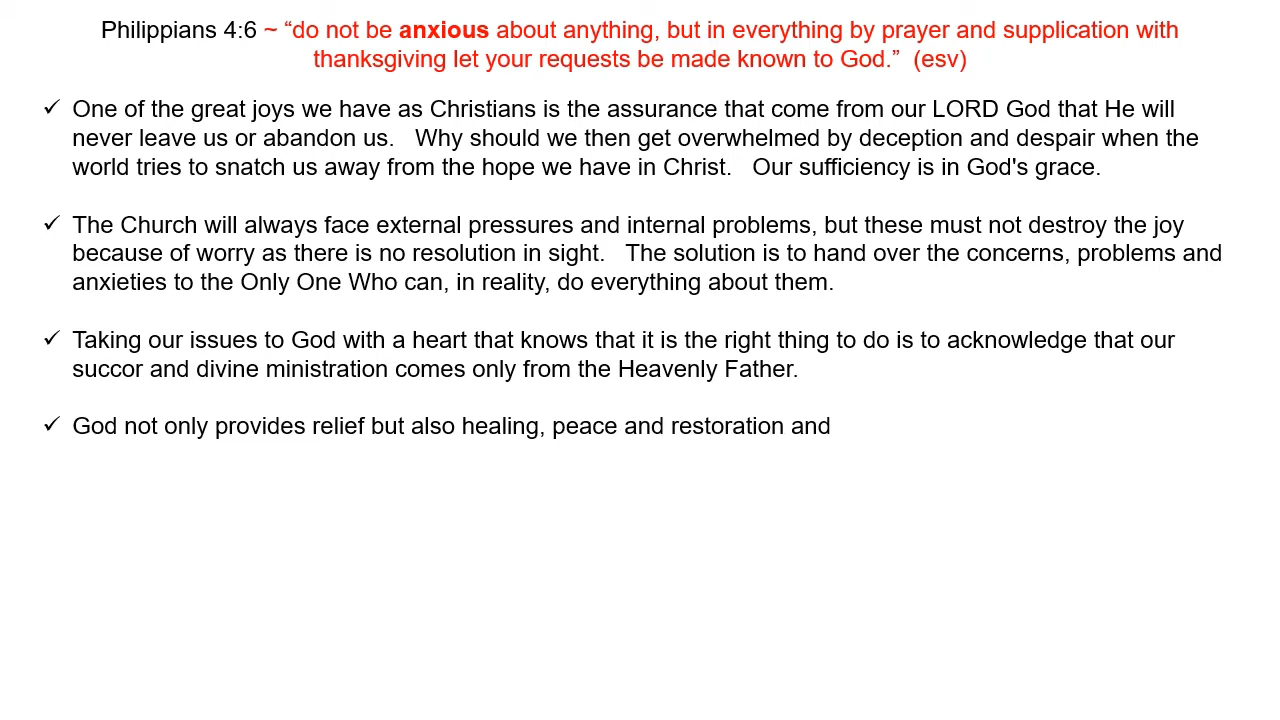 Philippians 4:6 ~ “do not be anxious about anything, but in everything by prayer and supplication with
thanksgiving let your requests be made known to God.”  (esv)
✓ One of the great joys we have as Christians is the assurance that come from our LORD God that He will
never leave us or abandon us.   Why should we then get overwhelmed by deception and despair when the
world tries to snatch us away from the hope we have in Christ.   Our sufficiency is in God's grace.
✓ The Church will always face external pressures and internal problems, but these must not destroy the joy
because of worry as there is no resolution in sight.   The solution is to hand over the concerns, problems and
anxieties to the Only One Who can, in reality, do everything about them.
✓ Taking our issues to God with a heart that knows that it is the right thing to do is to acknowledge that our
succor and divine ministration comes only from the Heavenly Father.
✓ God not only provides relief but also healing, peace and restoration and